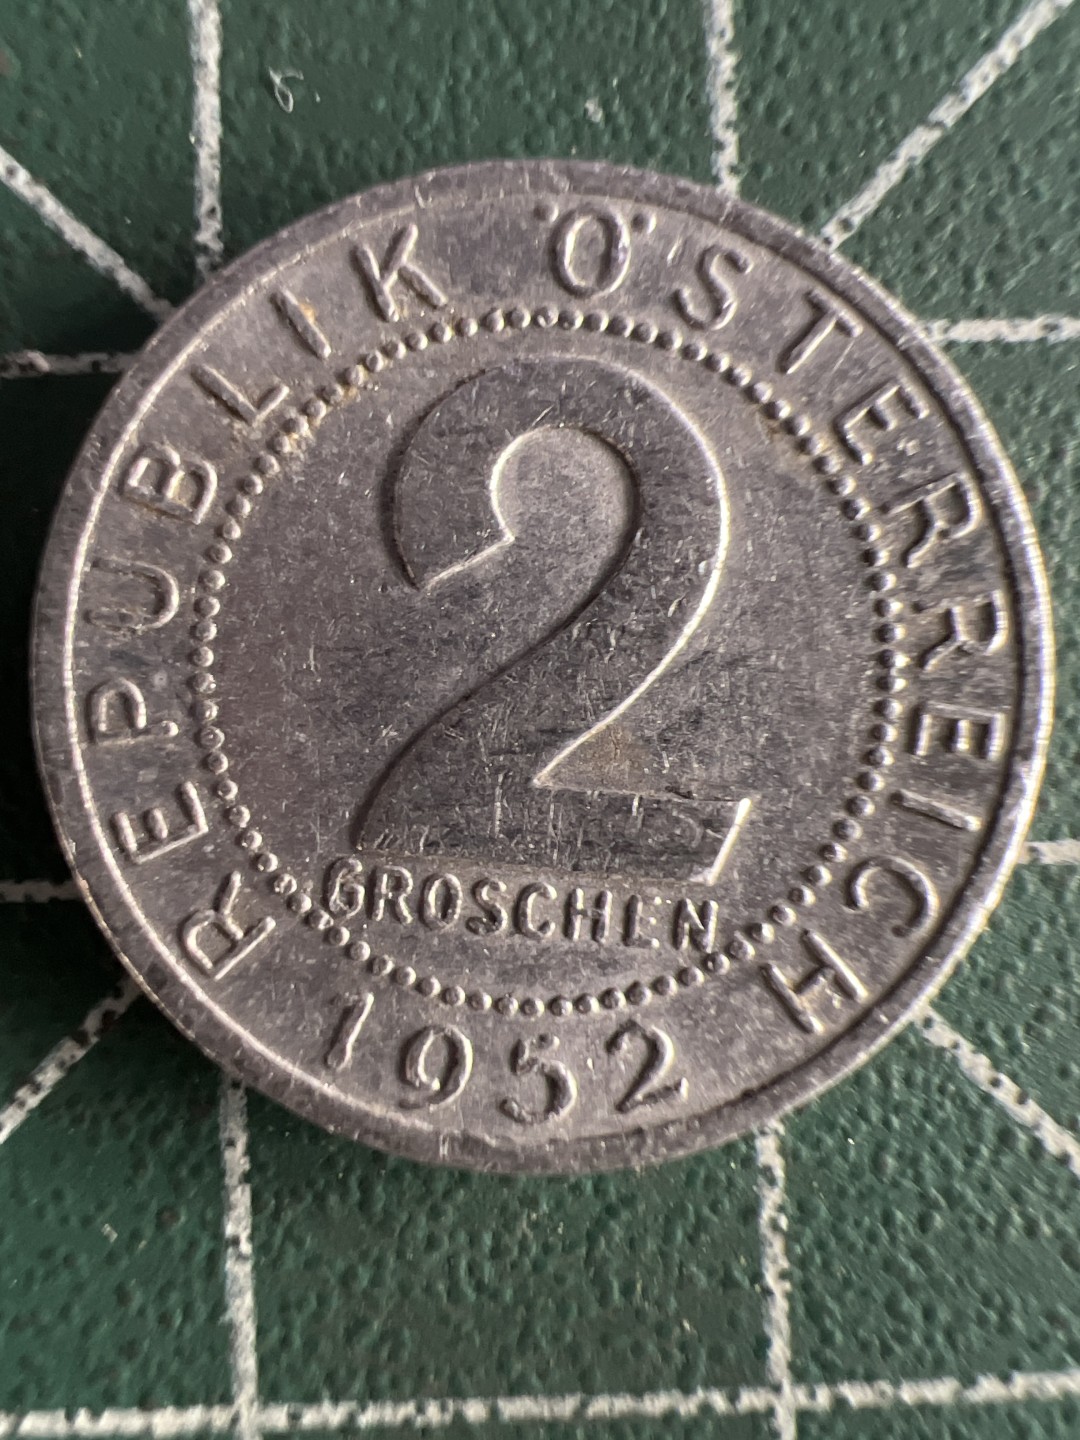 REPUBLIK ÖSTERREICH
2
GROSCHEN
1952